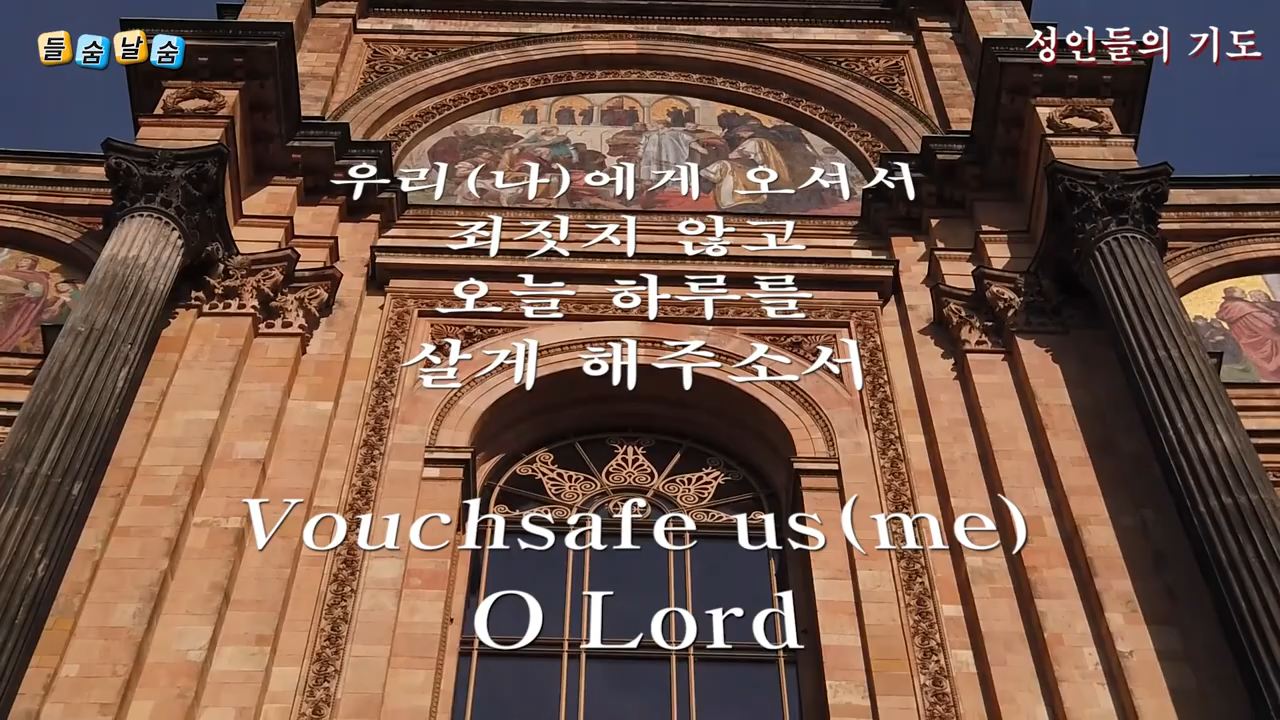 들숨날숨
성인들의 기도
우리(나)에게 오셔서
죄짓지 않고
오늘 하루를
살게 해주소서
Vouchsafe us(me)
O Lord